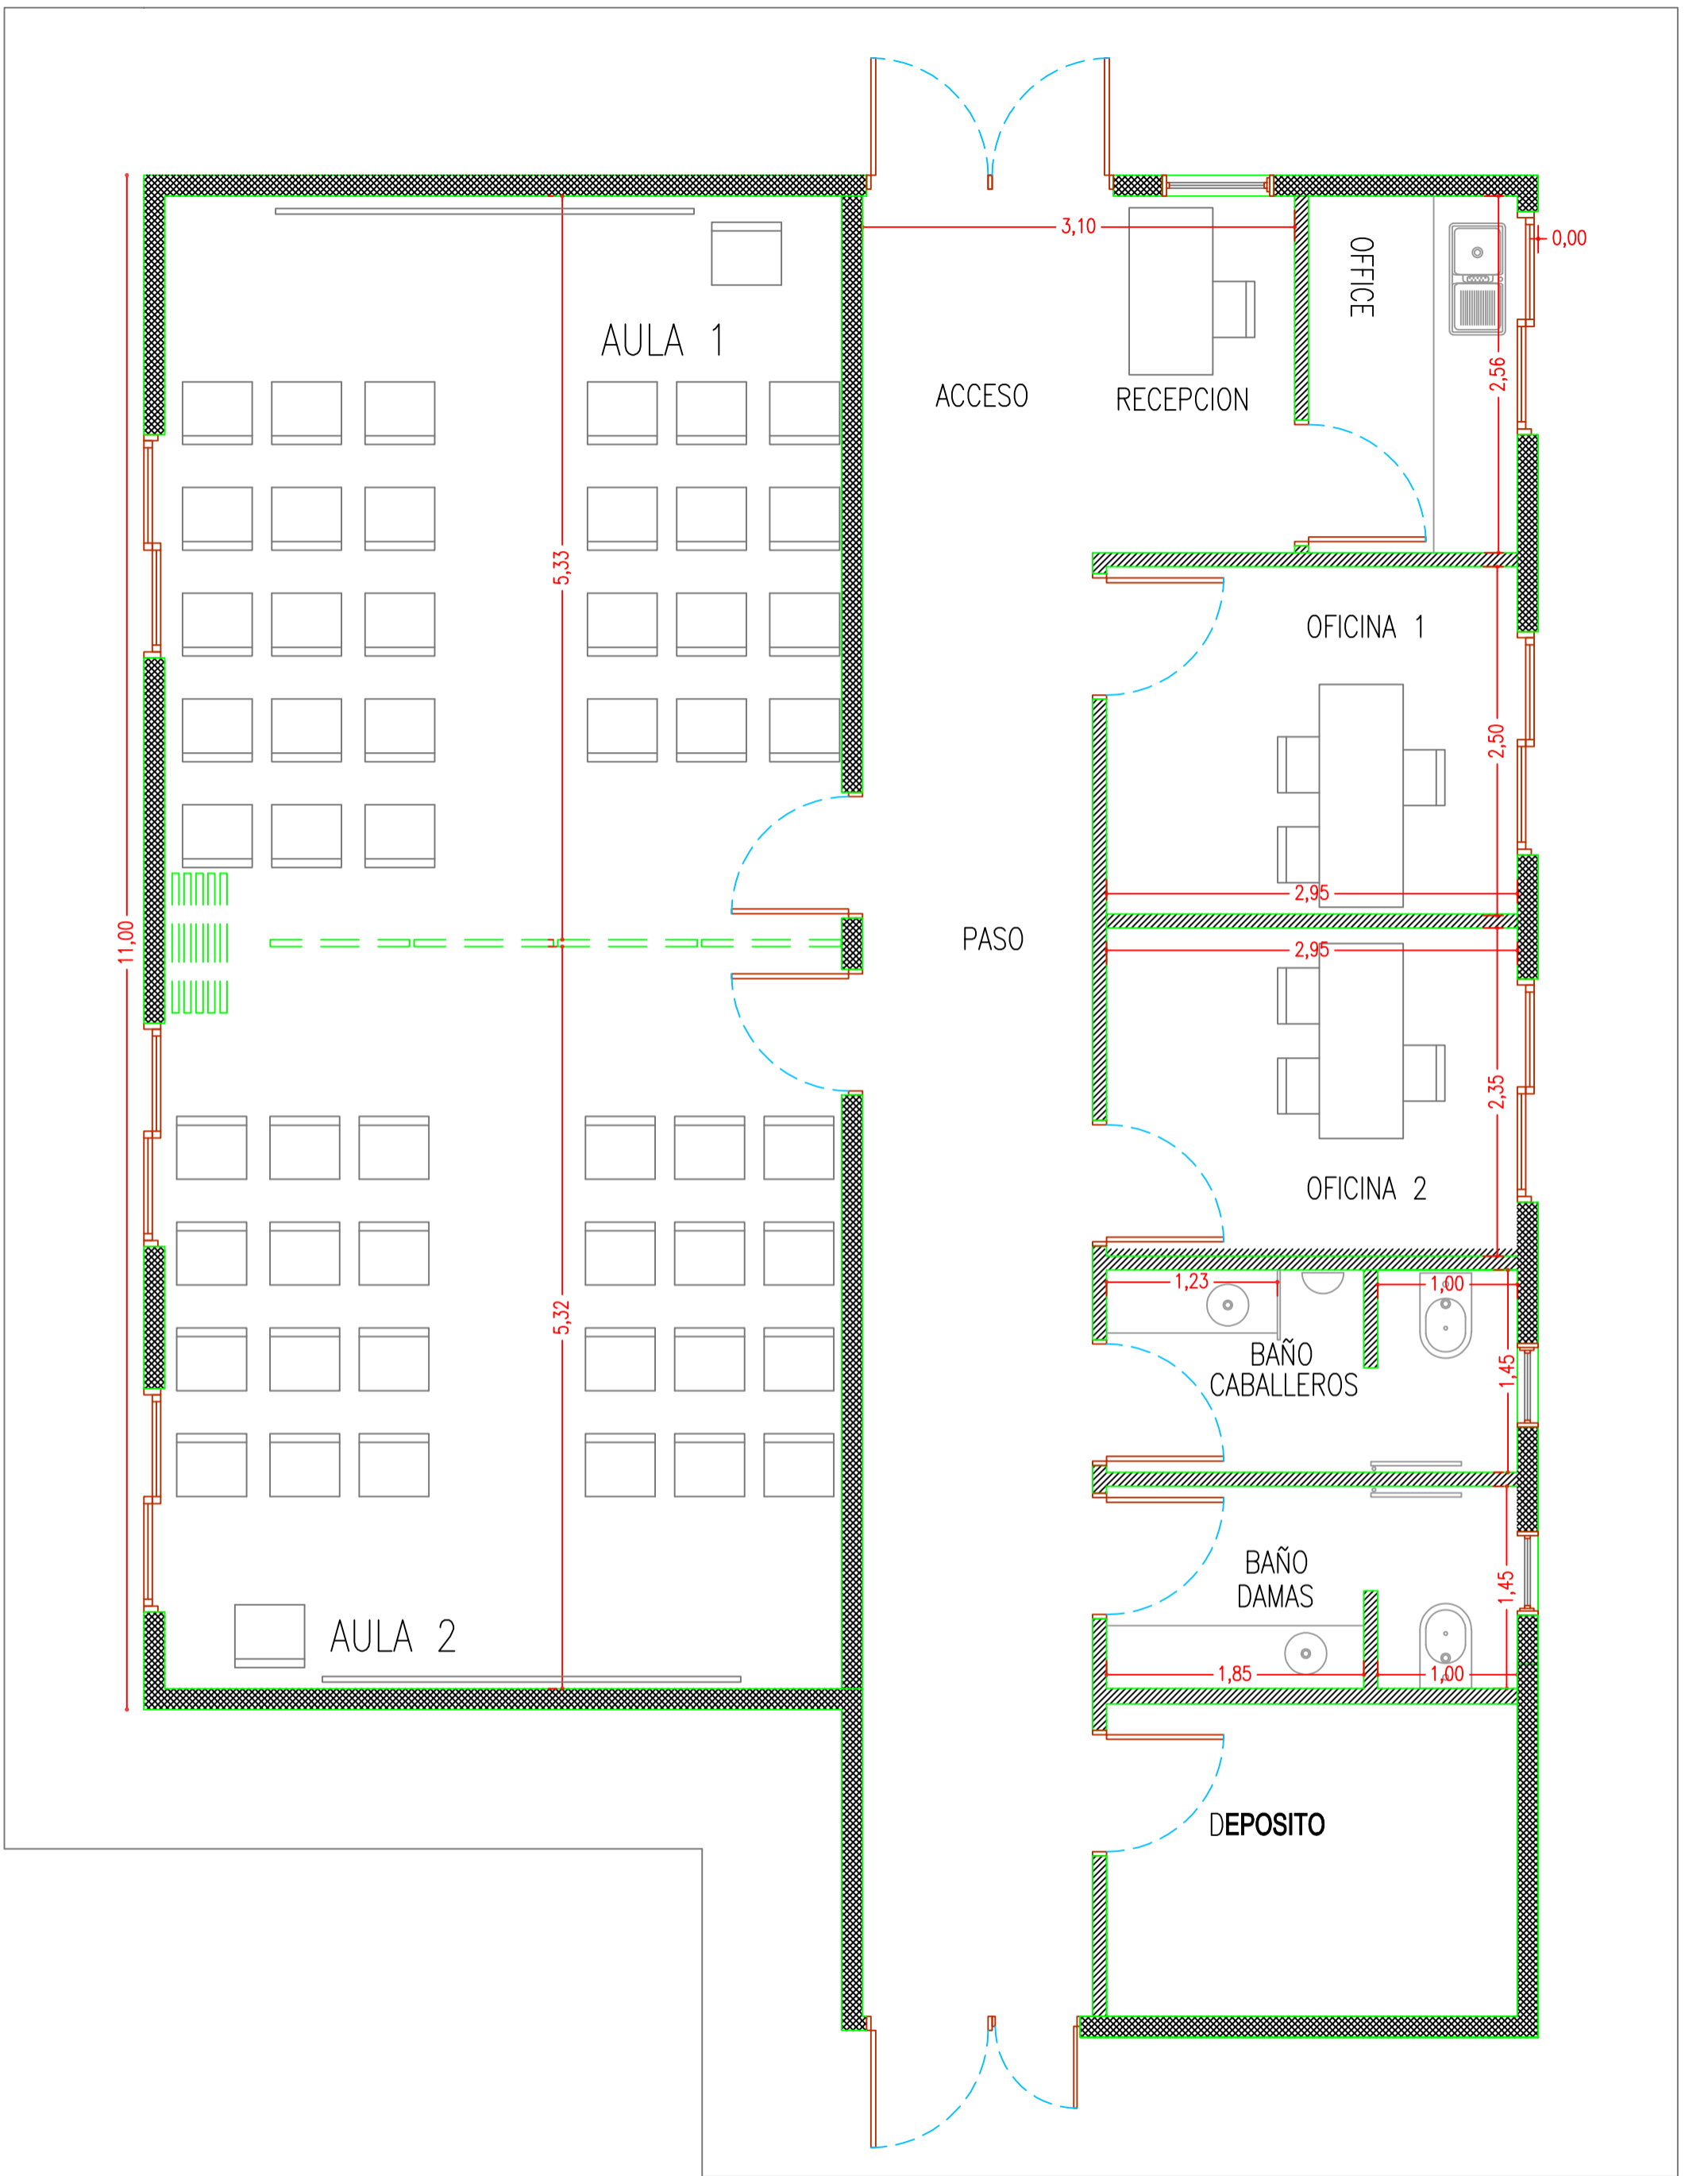 3,10
0,00
OFFICE
AULA 1
2,56
ACCESO
RECEPCION
5,33
OFICINA 1
2,50
2,95
11,00
PASO
2,95
2,35
OFICINA 2
1,23
1,00
5,32
BAÑO
CABALLEROS
1,45
BAÑO
DAMAS
1,45
AULA 2
1,85
1,00
DEPOSITO